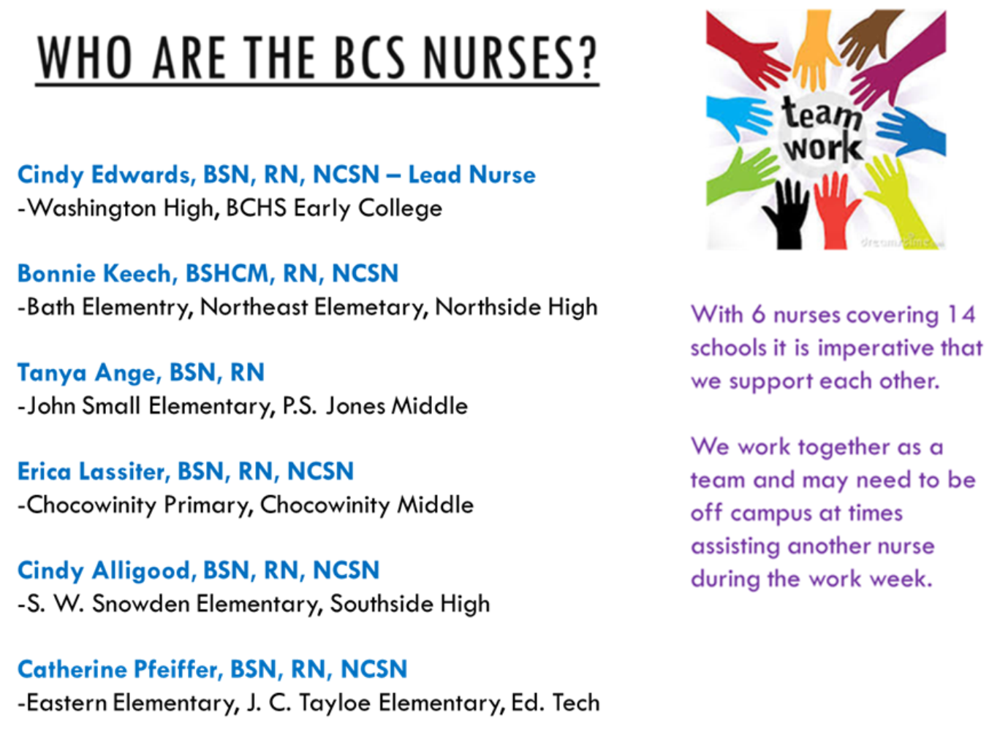 WHO ARE THE BCS NURSES?
Cindy Edwards, BSN, RN, NCSN – Lead Nurse
-Washington High, BCHS Early College
Bonnie Keech, BSHCM, RN, NCSN
-Bath Elementry, Northeast Elemetary, Northside High
Tanya Ange, BSN, RN
-John Small Elementary, P.S. Jones Middle
Erica Lassiter, BSN, RN, NCSN
-Chocowinity Primary, Chocowinity Middle
Cindy Alligood, BSN, RN, NCSN
-S. W. Snowden Elementary, Southside High
Catherine Pfeiffer, BSN, RN, NCSN
-Eastern Elementary, J. C. Tayloe Elementary, Ed. Tech
team
work
With 6 nurses covering 14
schools it is imperative that
we support each other.
We work together as a
team and may need to be
off campus at times
assisting another nurse
during the work week.